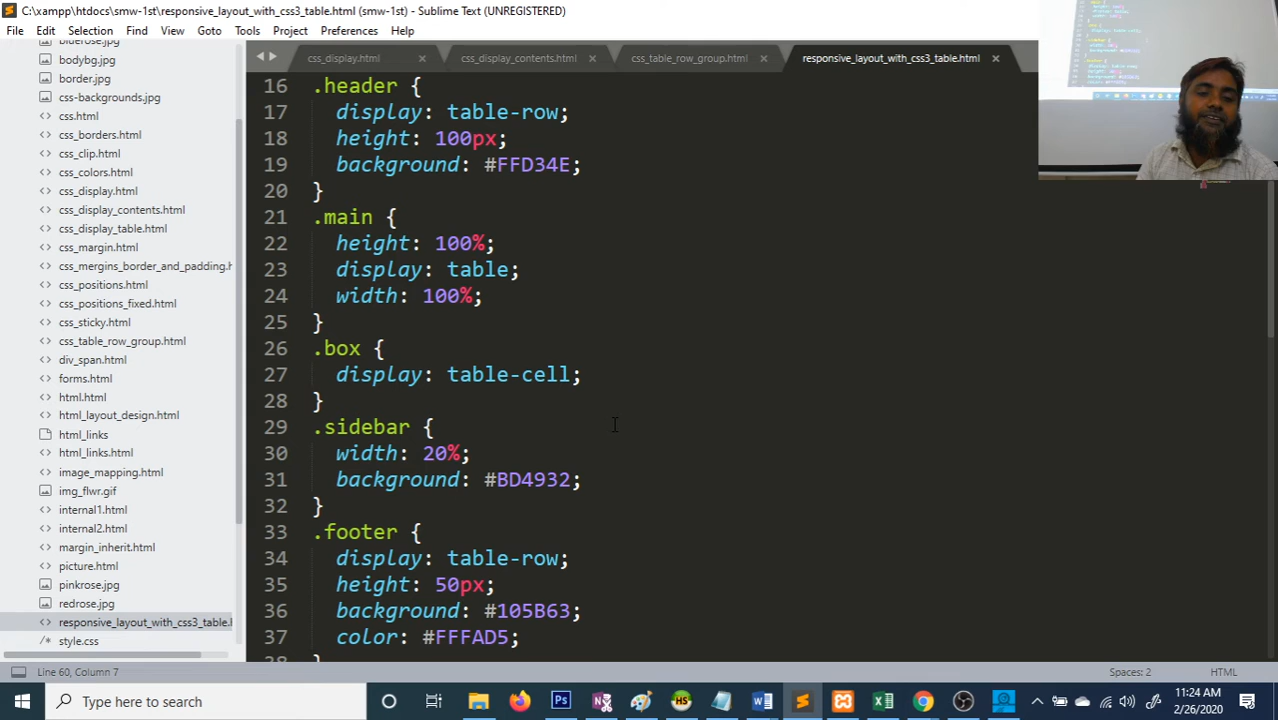 C:\xampp\htdocs\smw-1st\responsive_layout_with_css3_table.html (smw-1st) - Sublime Text (UNREGISTERED)
File Edit Selection Find View Goto Tools Project Preferences Help
css_display.html css_display_contents.html css_table_row_group.html responsive_layout_with_css3_table.html
bluerose.jpg
bodybg.jpg
border.jpg
css-backgrounds.jpg
css.html
css_borders.html
css_clip.html
css_colors.html
css_display.html
css_display_contents.html
css_display_table.html
css_margin.html
css_mergins_border_and_padding.h
css_positions.html
css_positions_fixed.html
css_sticky.html
css_table_row_group.html
div_span.html
forms.html
html.html
html_layout_design.html
html_links
html_links.html
image_mapping.html
img_flwr.gif
internal1.html
internal2.html
margin_inherit.html
picture.html
pinkrose.jpg
redrose.jpg
responsive_layout_with_css3_table.h
style.css
16 .header {
17 display: table-row;
18 height: 100px;
19 background: #FFD34E;
20 }
21 .main {
22 height: 100%;
23 display: table;
24 width: 100%;
25 }
26 .box {
27 display: table-cell;
28 }
29 .sidebar {
30 width: 20%;
31 background: #BD4932;
32 }
33 .footer {
34 display: table-row;
35 height: 50px;
36 background: #105B63;
37 color: #FFFAD5;
38 }
Line 60, Column 7 Spaces: 2 HTML
Type here to search
11:24 AM
2/26/2020